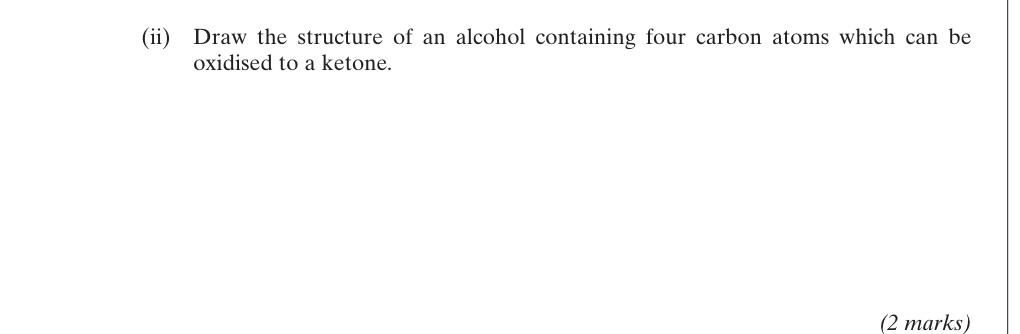 (ii) Draw the structure of an alcohol containing four carbon atoms which can be
oxidised to a ketone.
(2 marks)